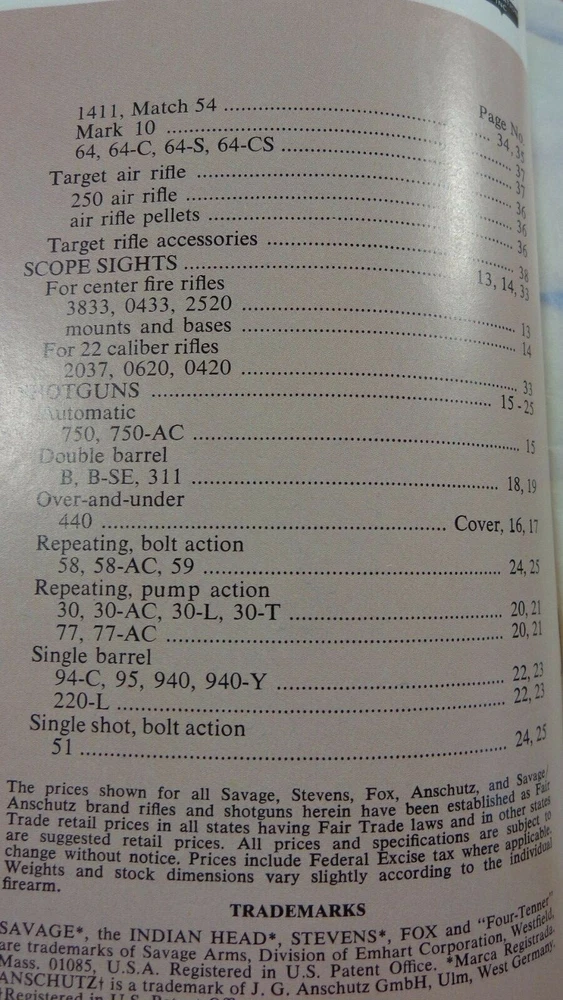 Page No.
1411, Match 54 ........ 34, 35
Mark 10 ........ 37
64, 64-C, 64-S, 64-CS ........ 37
Target air rifle ........ 36
250 air rifle ........ 36
air rifle pellets ........ 36
Target rifle accessories ........ 38
SCOPE SIGHTS ........ 13, 14, 33
For center fire rifles
3833, 0433, 2520 ........ 13
mounts and bases ........ 14
For 22 caliber rifles
2037, 0620, 0420 ........ 33
SHOTGUNS ........ 15-25
Automatic
750, 750-AC ........ 15
Double barrel
B, B-SE, 311 ........ 18, 19
Over-and-under
440 ........ Cover, 16, 17
Repeating, bolt action
58, 58-AC, 59 ........ 24, 25
Repeating, pump action
30, 30-AC, 30-L, 30-T ........ 20, 21
77, 77-AC ........ 20, 21
Single barrel
94-C, 95, 940, 940-Y ........ 22, 23
220-L ........ 22, 23
Single shot, bolt action
51 ........ 24, 25
The prices shown for all Savage, Stevens, Fox, Anschutz, and Savage/
Anschutz brand rifles and shotguns herein have been established as Fair
Trade retail prices in all states having Fair Trade laws and in other states
are suggested retail prices. All prices and specifications are subject to
change without notice. Prices include Federal Excise tax where applicable.
Weights and stock dimensions vary slightly according to the individual
firearm.
TRADEMARKS
SAVAGE*, the INDIAN HEAD*, STEVENS*, FOX and "Four-Tenner"
are trademarks of Savage Arms, Division of Emhart Corporation, Westfield,
Mass. 01085, U.S.A. Registered in U.S. Patent Office. *Marca Registrada.
ANSCHUTZ† is a trademark of J. G. Anschutz GmbH, Ulm, West Germany.
†Registered in U.S.